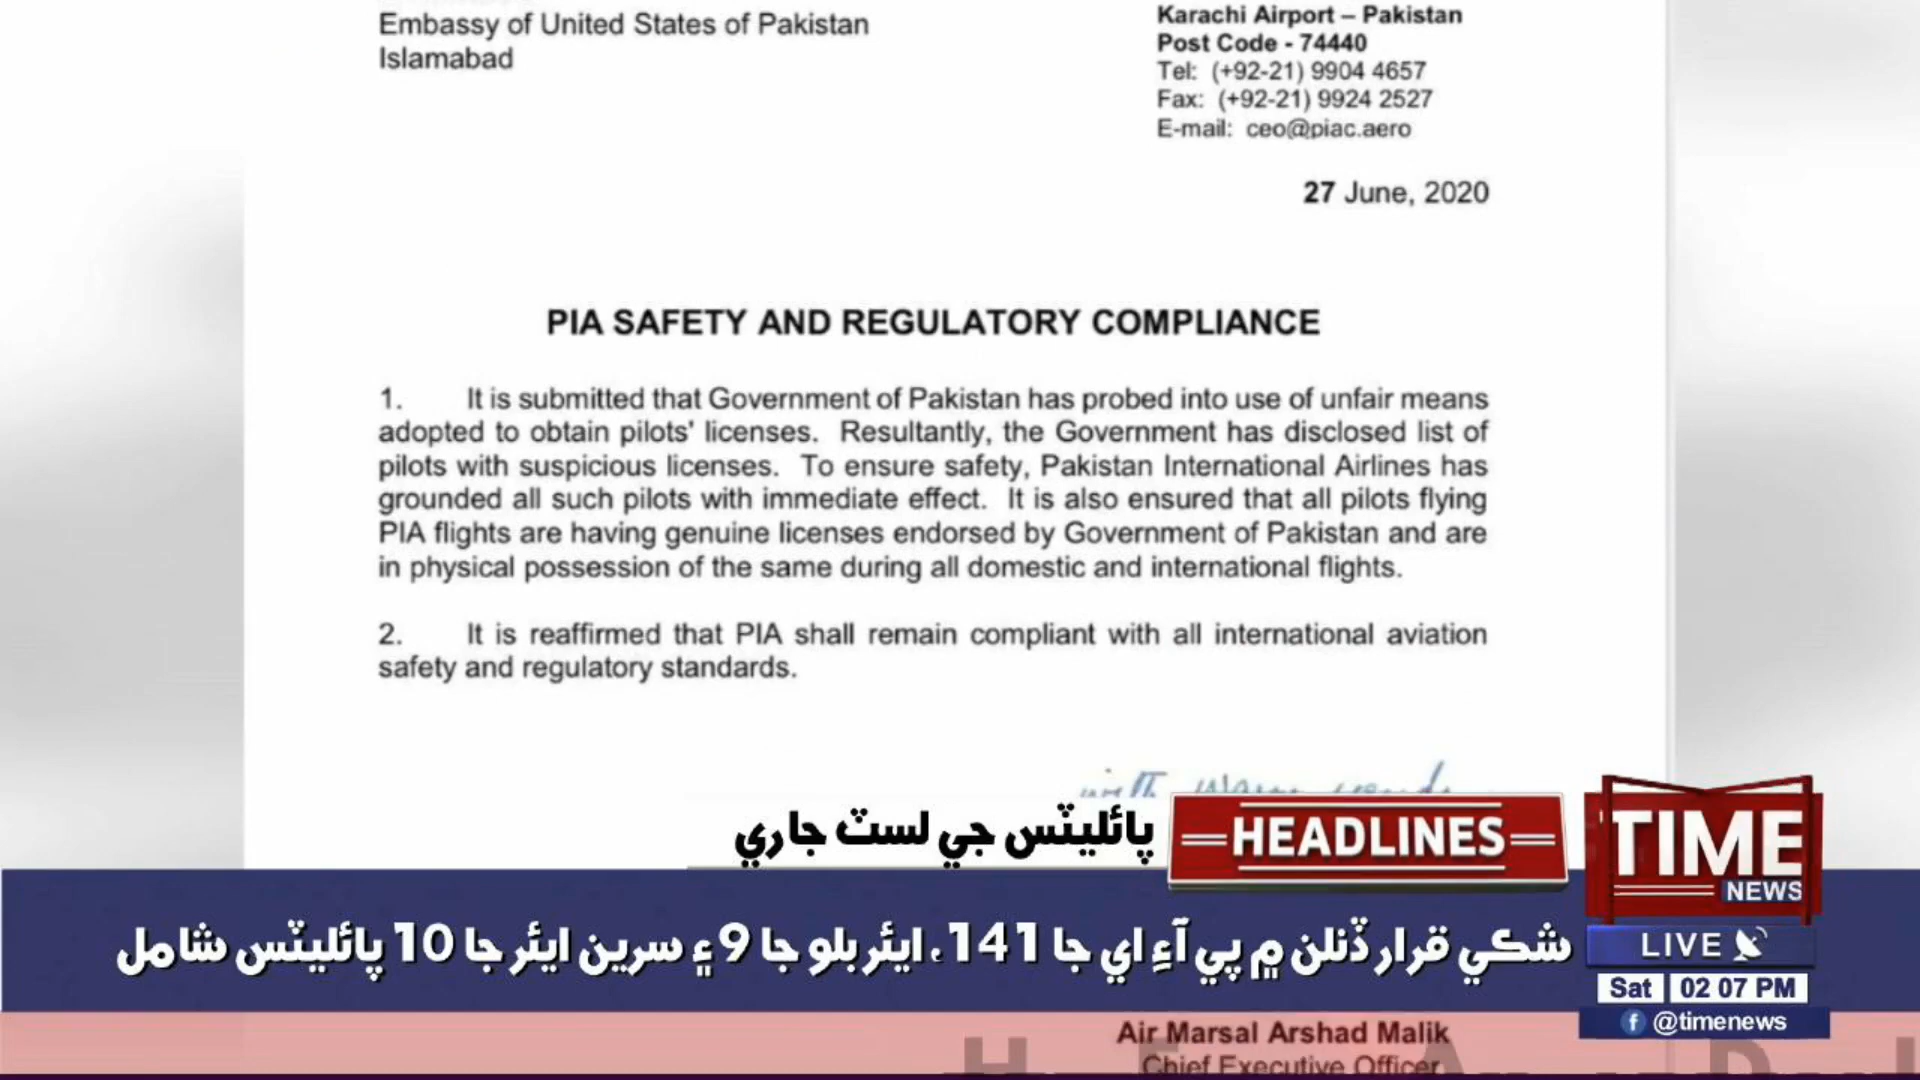 Embassy of United States of Pakistan
Islamabad
Karachi Airport – Pakistan
Post Code - 74440
Tel: (+92-21) 9904 4657
Fax: (+92-21) 9924 2527
E-mail: ceo@piac.aero
27 June, 2020
PIA SAFETY AND REGULATORY COMPLIANCE
1. It is submitted that Government of Pakistan has probed into use of unfair means
adopted to obtain pilots' licenses. Resultantly, the Government has disclosed list of
pilots with suspicious licenses. To ensure safety, Pakistan International Airlines has
grounded all such pilots with immediate effect. It is also ensured that all pilots flying
PIA flights are having genuine licenses endorsed by Government of Pakistan and are
in physical possession of the same during all domestic and international flights.
2. It is reaffirmed that PIA shall remain compliant with all international aviation
safety and regulatory standards.
with warm
پائليٽس جي لسٽ جاري
HEADLINES
TIME
NEWS
شڪي قرار ڏنلن ۾ پي آءِ اي جا 141، ايئر بلو جا 9 ۽ سرين ايئر جا 10 پائليٽس شامل
LIVE
Sat 02 07 PM
@timenews
Air Marsal Arshad Malik
Chief Executive Officer